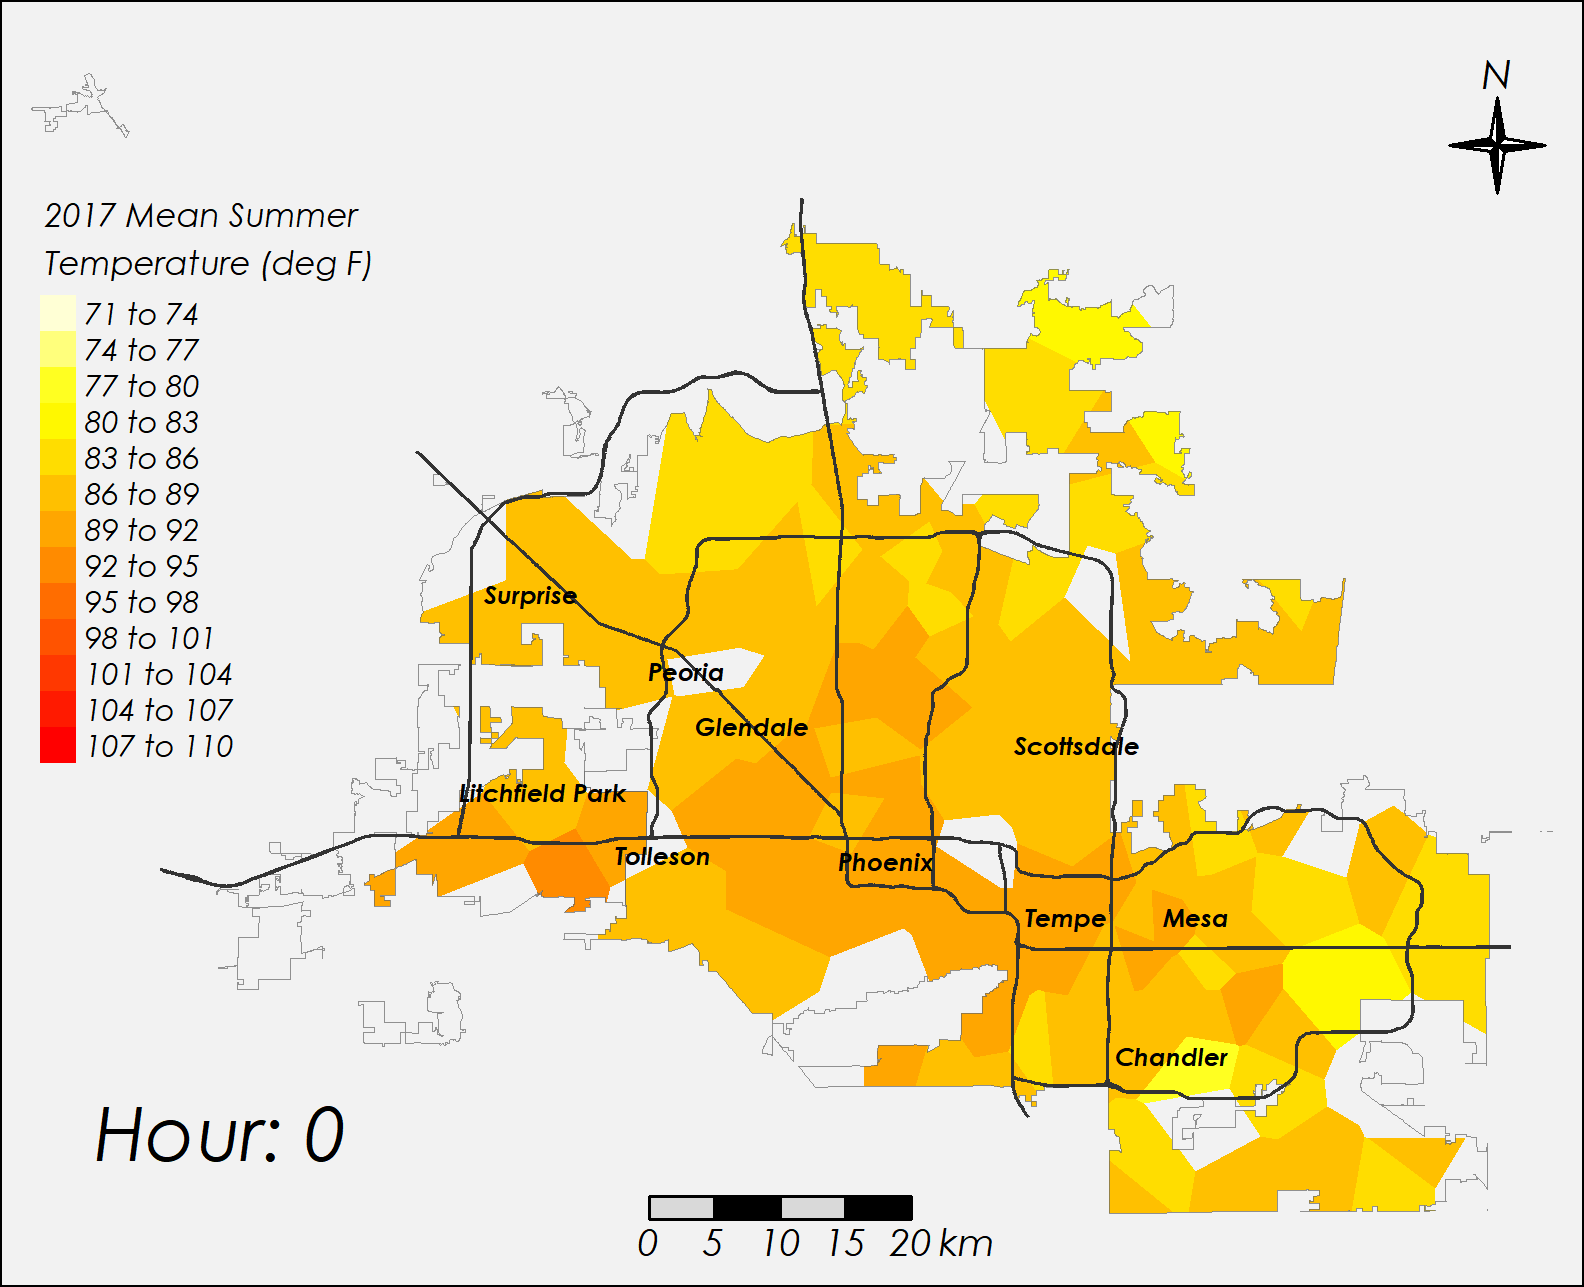 N
2017 Mean Summer
Temperature (deg F)
71 to 74
74 to 77
77 to 80
80 to 83
83 to 86
86 to 89
89 to 92
92 to 95
95 to 98
98 to 101
101 to 104
104 to 107
107 to 110
Surprise
Peoria
Glendale
Scottsdale
Litchfield Park
Tolleson
Phoenix
Tempe
Mesa
Chandler
Hour: 0
0 5 10 15 20 km